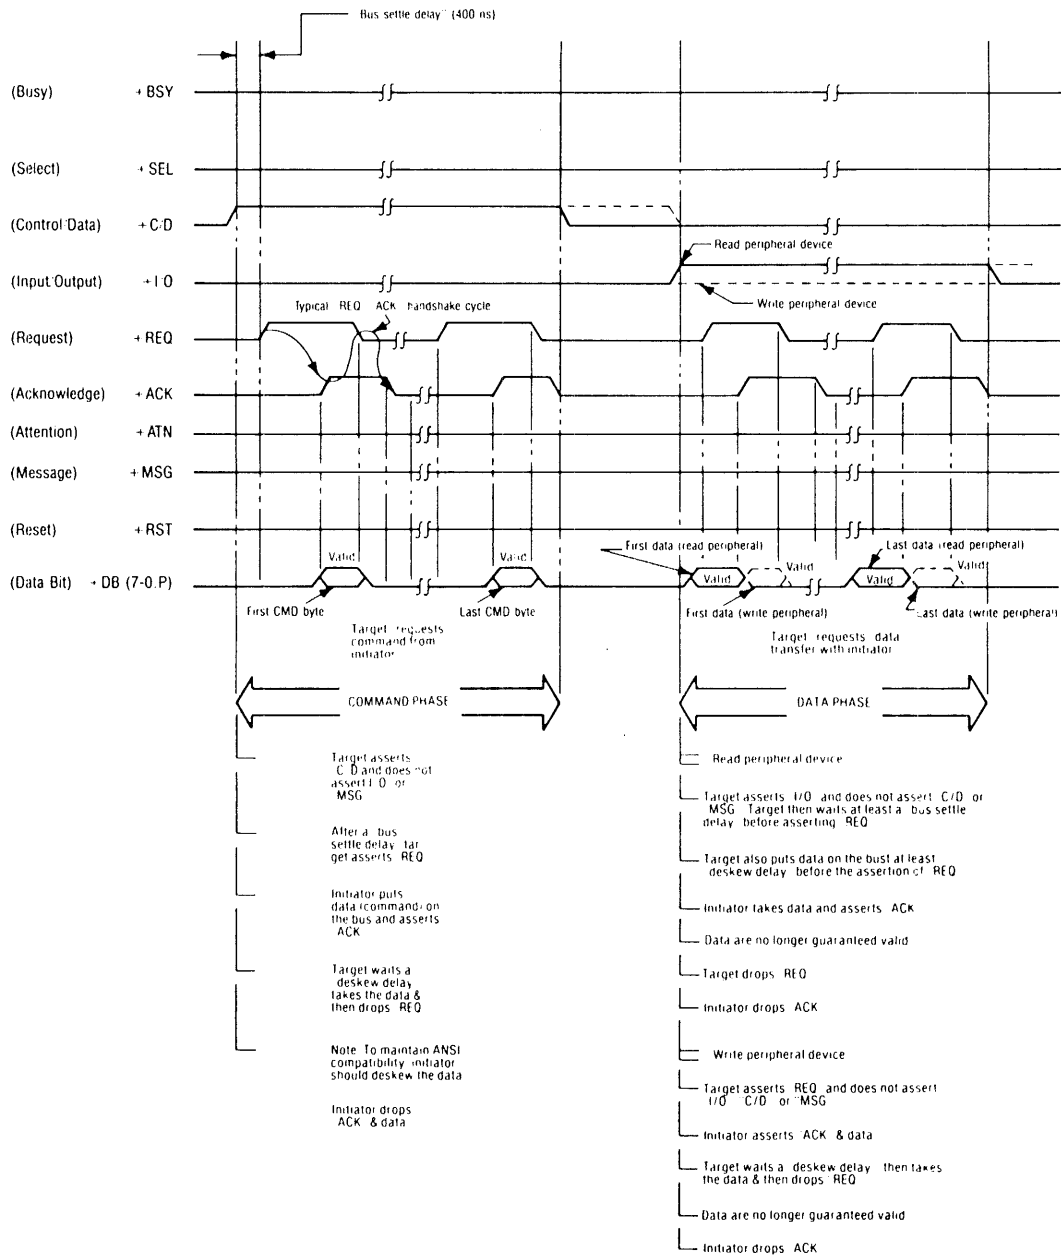 Bus settle delay" (400 ns)
(Busy) + BSY
(Select) + SEL
(Control/Data) + C/D
Read peripheral device
(Input/Output) + I/O
Write peripheral device
Typical REQ ACK handshake cycle
(Request) + REQ
(Acknowledge) + ACK
(Attention) + ATN
(Message) + MSG
(Reset) + RST
Valid
Valid
First data (read peripheral)
Last data (read peripheral)
Valid
Valid
(Data Bit) + DB (7-0.P)
Valid
Valid
First CMD byte
Last CMD byte
First data (write peripheral)
Last data (write peripheral)
Target requests
command from
initiator
Target requests data
transfer with initiator
COMMAND PHASE
DATA PHASE
Target asserts
C D and does not
assert I O or
MSG
After a bus
settle delay tar
get asserts REQ
Initiator puts
data (command) on
the bus and asserts
ACK
Target waits a
deskew delay
takes the data &
then drops REQ
Note To maintain ANSI
compatibility initiator
should deskew the data
Initiator drops
ACK & data
Read peripheral device
Target asserts I/O and does not assert C/D or
MSG Target then waits at least a bus settle
delay before asserting REQ
Target also puts data on the bust at least
deskew delay before the assertion of REQ
Initiator takes data and asserts ACK
Data are no longer guaranteed valid
Target drops REQ
Initiator drops ACK
Write peripheral device
Target asserts REQ and does not assert
I/O C/D or "MSG
Initiator asserts ACK & data
Target waits a deskew delay then takes
the data & then drops REQ
Data are no longer guaranteed valid
Initiator drops ACK